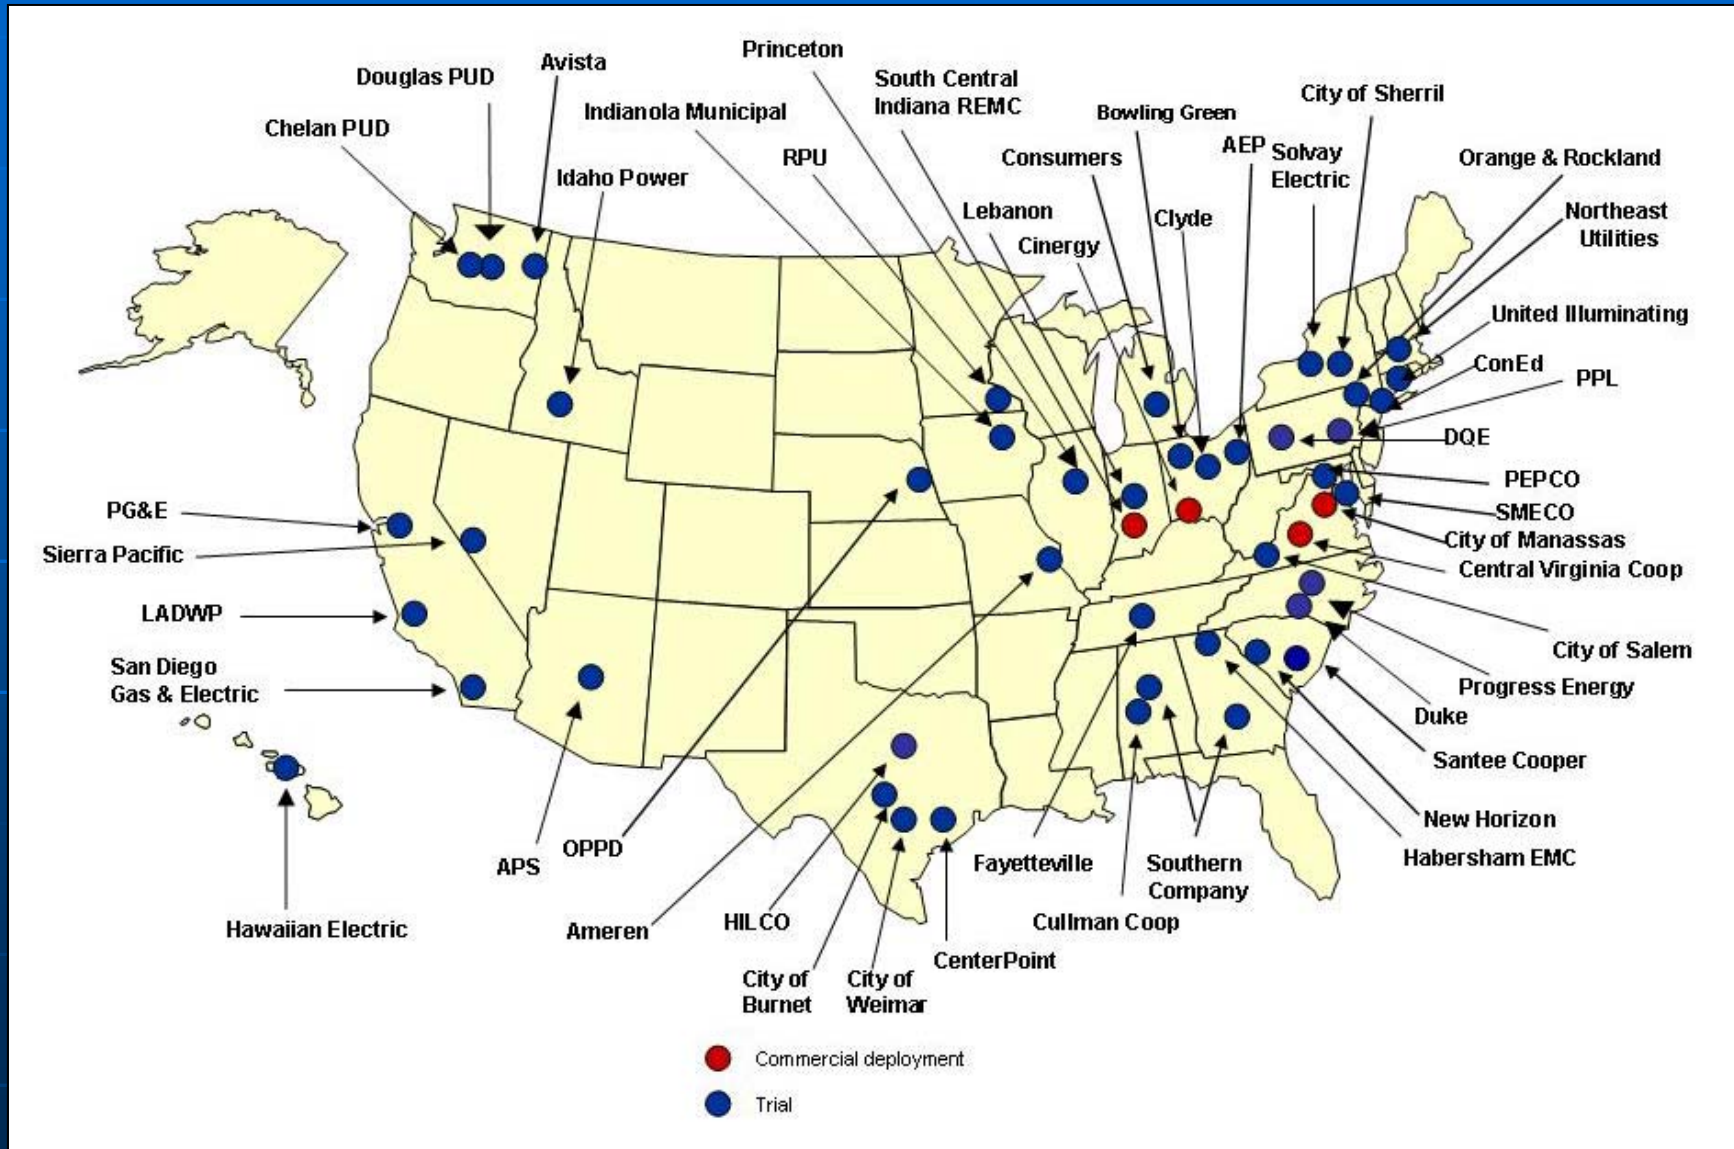 Princeton
Avista
Douglas PUD
South Central
Indiana REMC
City of Sherril
Indianola Municipal
Bowling Green
Chelan PUD
AEP
Solvay
Electric
RPU
Consumers
Orange & Rockland
Idaho Power
Lebanon
Clyde
Northeast
Utilities
Cinergy
United Illuminating
ConEd
PPL
DQE
PEPCO
PG&E
SMECO
Sierra Pacific
City of Manassas
Central Virginia Coop
LADWP
City of Salem
San Diego
Gas & Electric
Progress Energy
Duke
Santee Cooper
New Horizon
OPPD
APS
Fayetteville
Southern
Company
Habersham EMC
Hawaiian Electric
Ameren
HILCO
Cullman Coop
CenterPoint
City of
Burnet
City of
Weimar
Commercial deployment
Trial